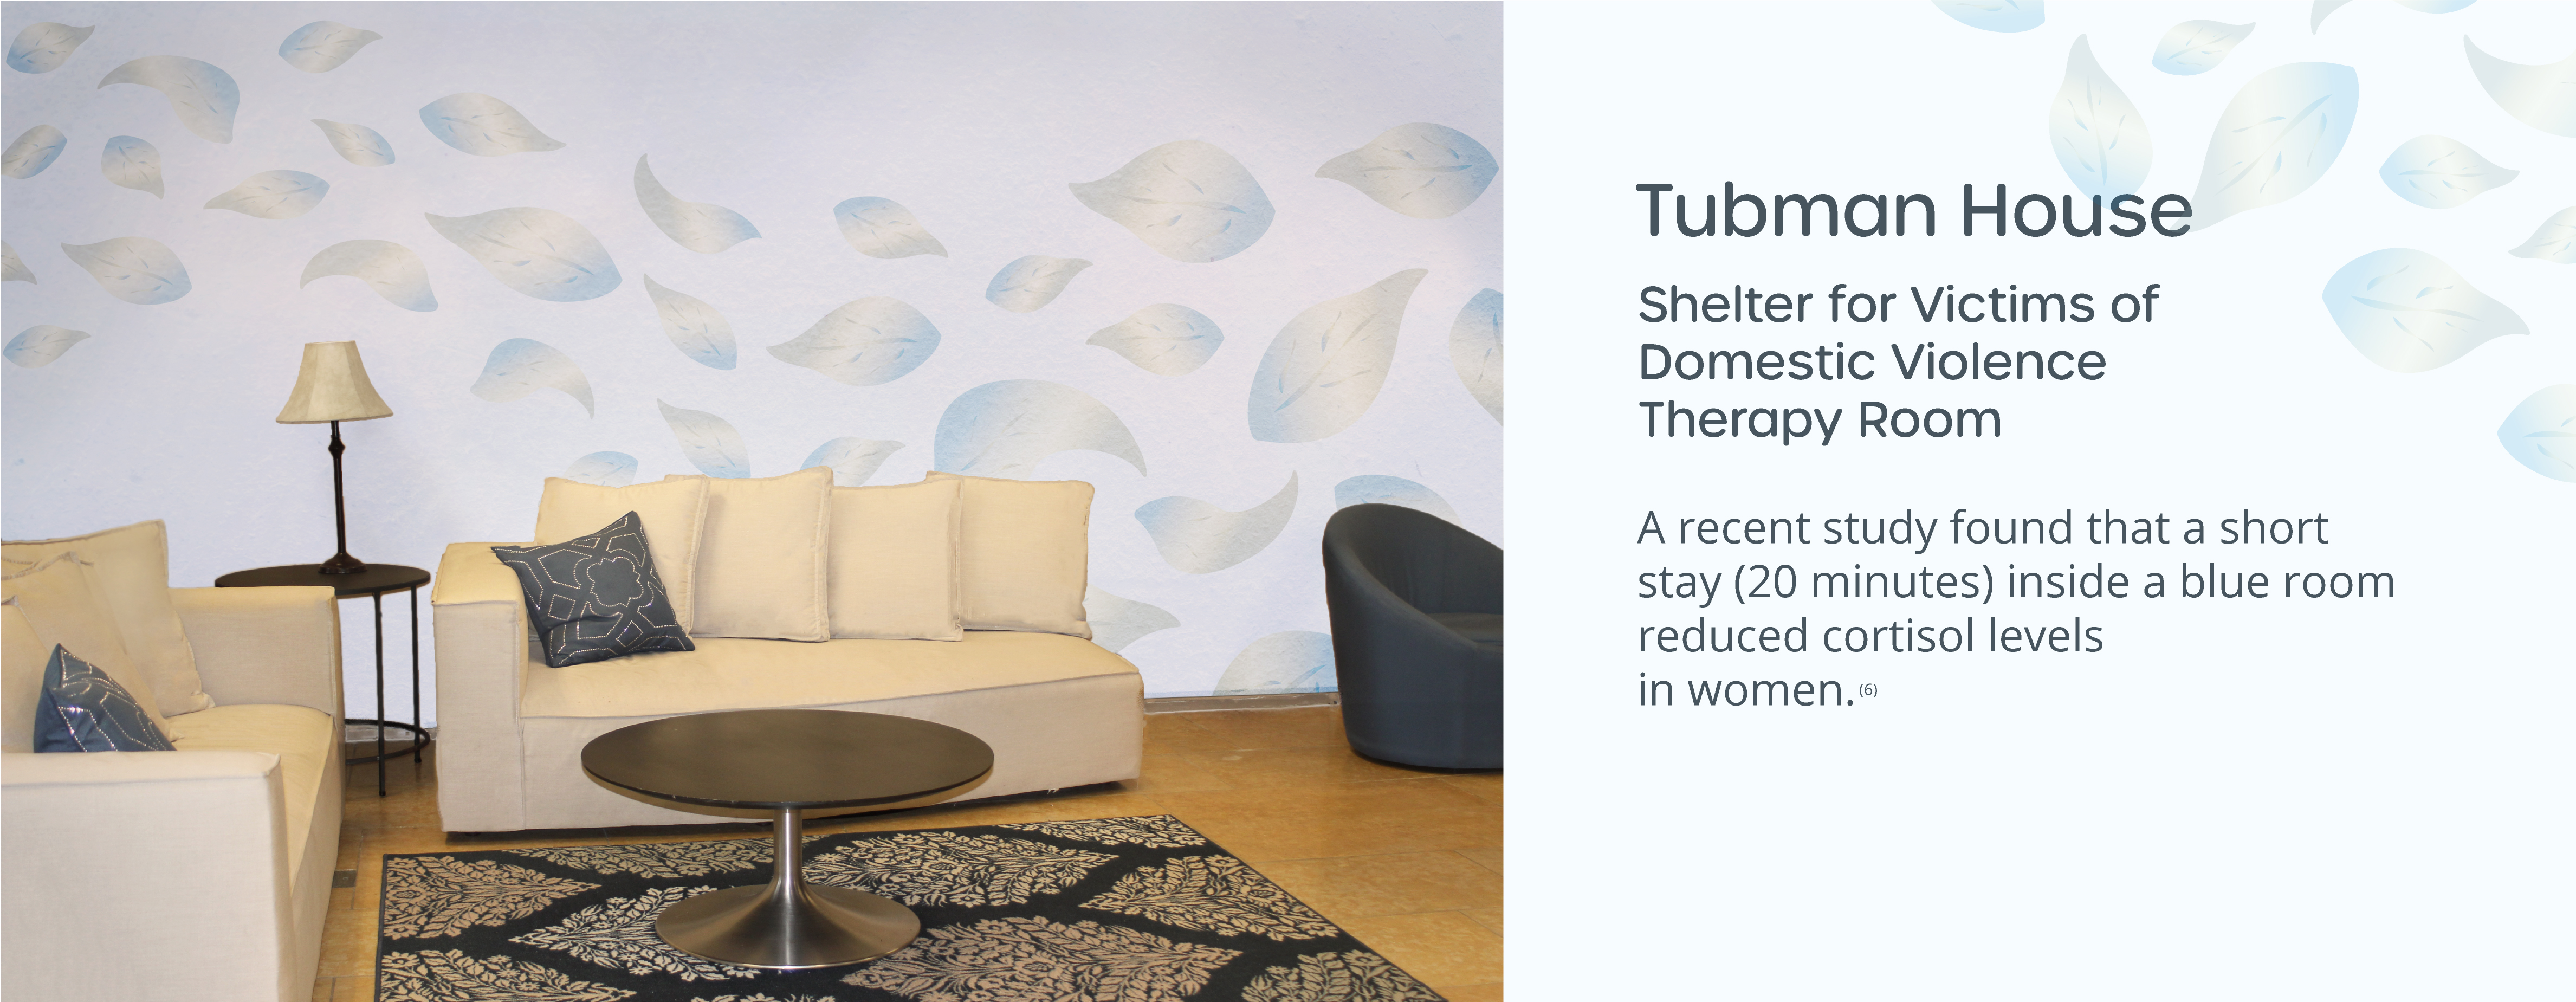 Tubman House
Shelter for Victims of
Domestic Violence
Therapy Room
A recent study found that a short
stay (20 minutes) inside a blue room
reduced cortisol levels
in women.(6)